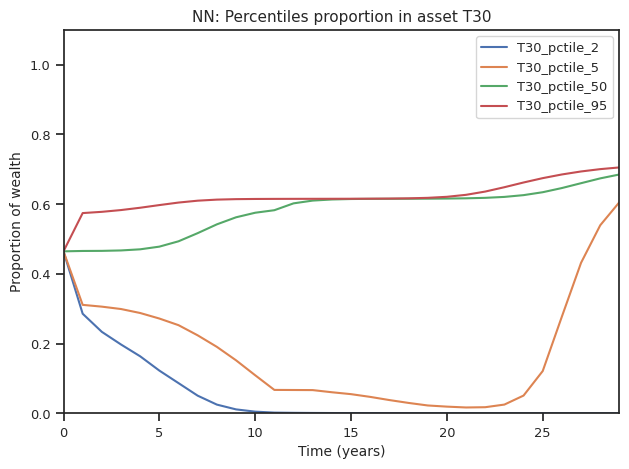 NN: Percentiles proportion in asset T30
T30_pctile_2
T30_pctile_5
T30_pctile_50
T30_pctile_95
Proportion of wealth
1.0
0.8
0.6
0.4
0.2
0.0
0 5 10 15 20 25
Time (years)